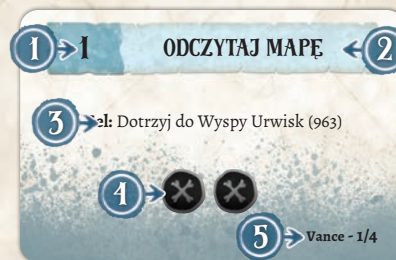 1 1 ODCZYTAJ MAPĘ 2
3 el: Dotrzyj do Wyspy Urwisk (963)
4
5 Vance - 1/4